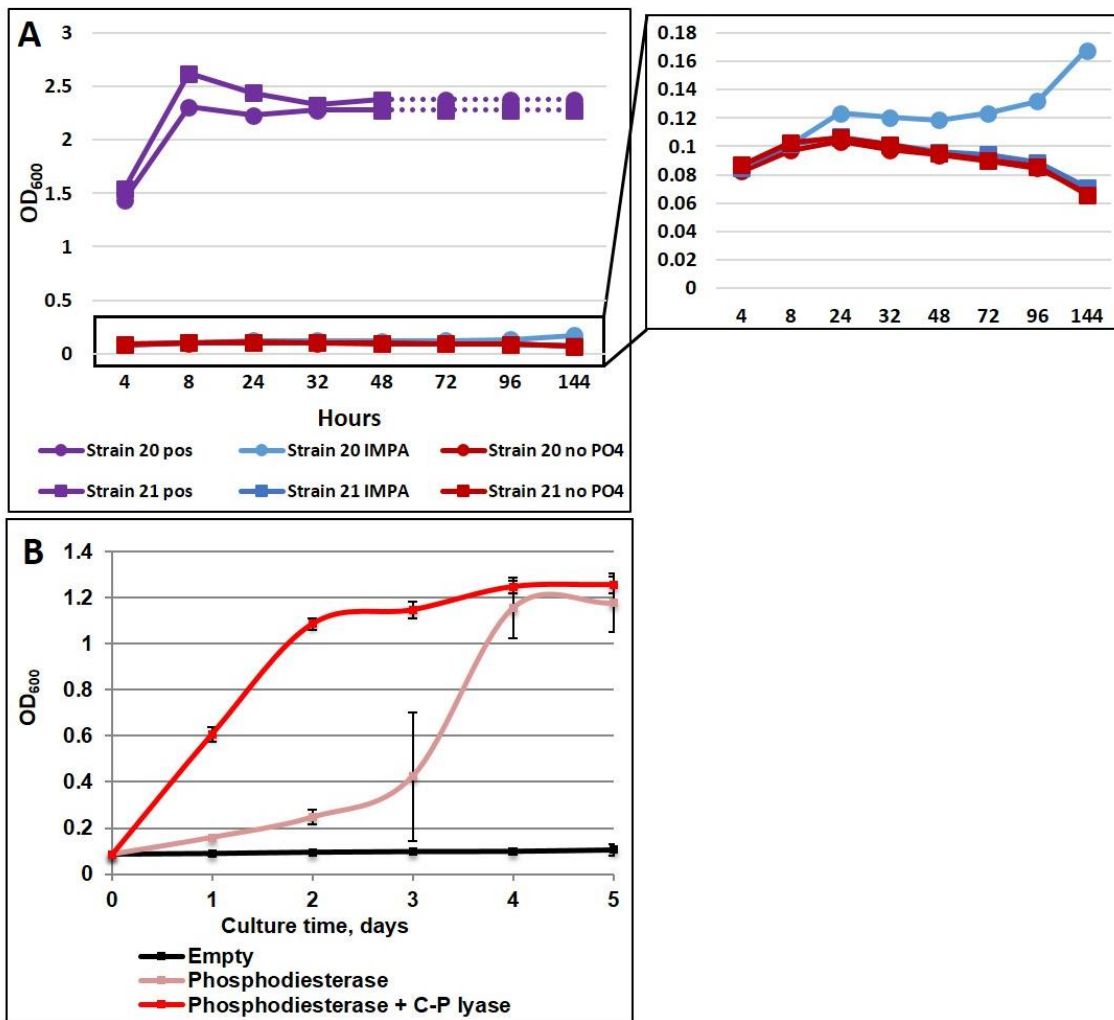 A
3
2.5
2
1.5
1
0.5
0
OD600
4 8 24 32 48 72 96 144
Hours
Strain 20 pos Strain 20 IMPA Strain 20 no PO4
Strain 21 pos Strain 21 IMPA Strain 21 no PO4
0.18
0.16
0.14
0.12
0.1
0.08
0.06
0.04
0.02
0
4 8 24 32 48 72 96 144
B
1.4
1.2
1
0.8
0.6
0.4
0.2
0
OD600
0 1 2 3 4 5
Culture time, days
Empty
Phosphodiesterase
Phosphodiesterase + C-P lyase